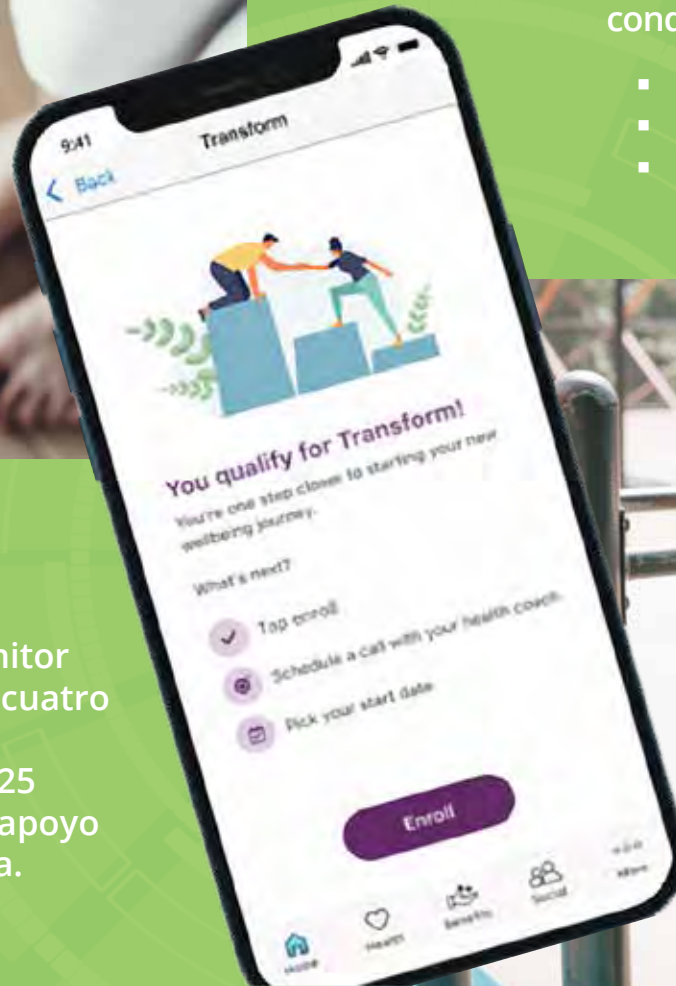 9:41
Transform
Back
You qualify for Transform!
You're one step closer to starting your new
wellbeing journey.
What's next?
Tap enroll
Schedule a call with your health coach.
Pick your start date
Enroll
Home
Health
Benefits
Social
More
cond
nitor
cuatro
25
apoyo
a.